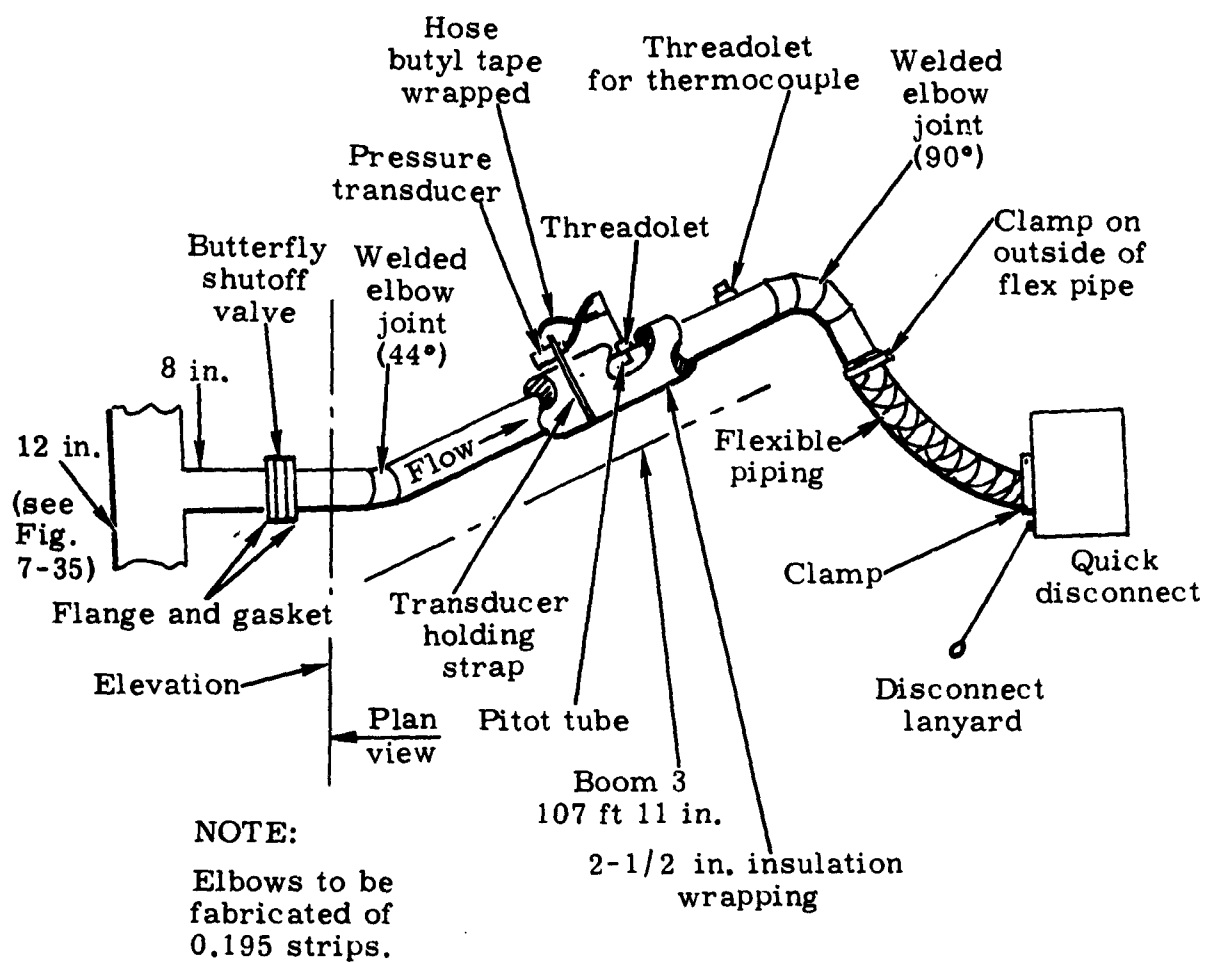 Hose
butyl tape
wrapped
Threadolet
for thermocouple
Welded
elbow
joint
(90°)
Pressure
transducer
Threadolet
Clamp on
outside of
flex pipe
Butterfly
shutoff
valve
Welded
elbow
joint
(44°)
8 in.
12 in.
(see
Fig.
7-35)
Flow
Flexible
piping
Flange and gasket
Transducer
holding
strap
Clamp
Quick
disconnect
Elevation
Plan
view
Pitot tube
Disconnect
lanyard
Boom 3
107 ft 11 in.
2-1/2 in. insulation
wrapping
NOTE:
Elbows to be
fabricated of
0.195 strips.